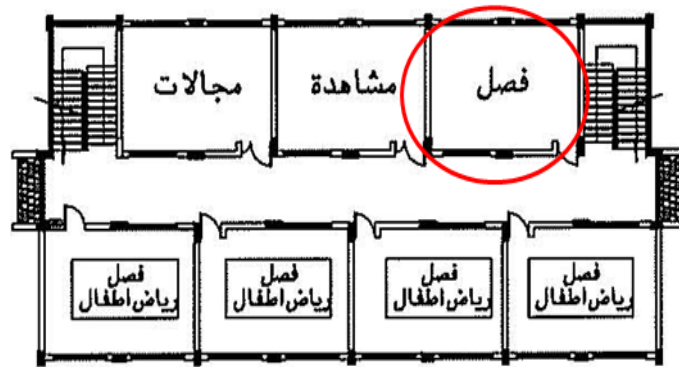 فصل
مشاهدة
مجالات
فصل
رياض اطفال
فصل
رياض اطفال
فصل
رياض اطفال
فصل
رياض اطفال